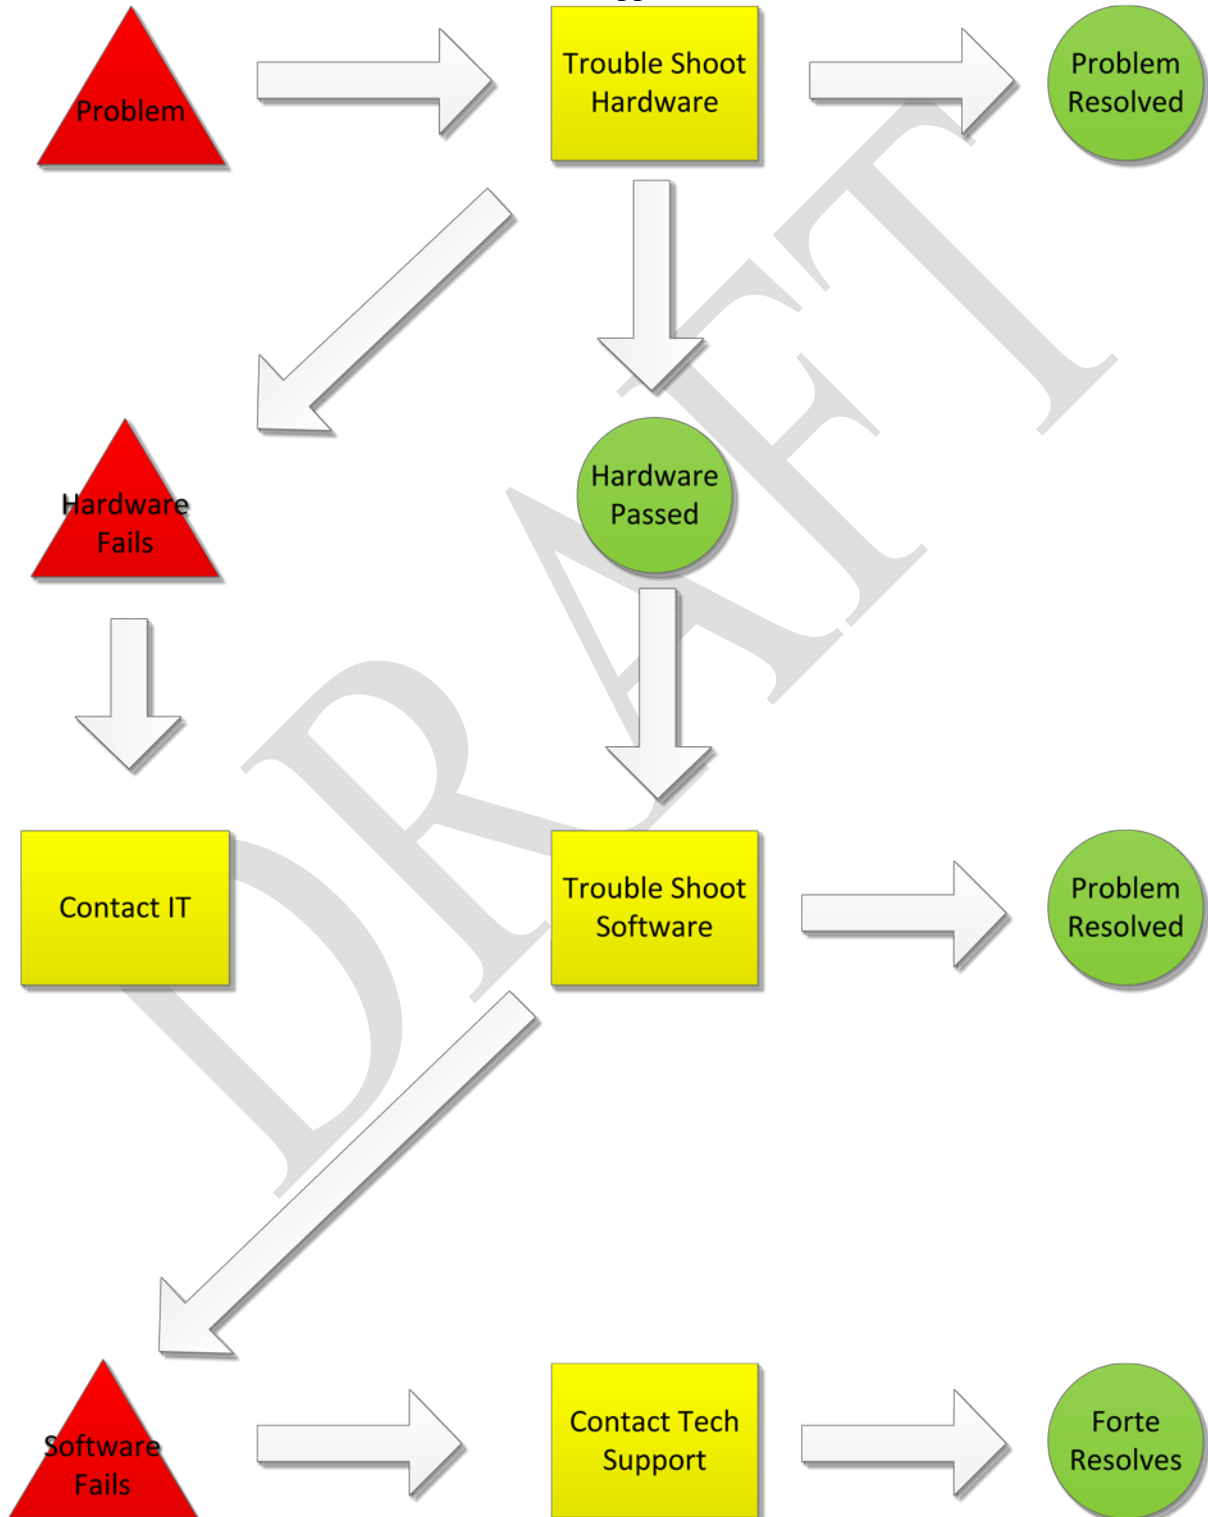 Problem
Trouble Shoot
Hardware
Problem
Resolved
Hardware
Fails
Hardware
Passed
Contact IT
Trouble Shoot
Software
Problem
Resolved
Software
Fails
Contact Tech
Support
Forte
Resolves
DRAFT